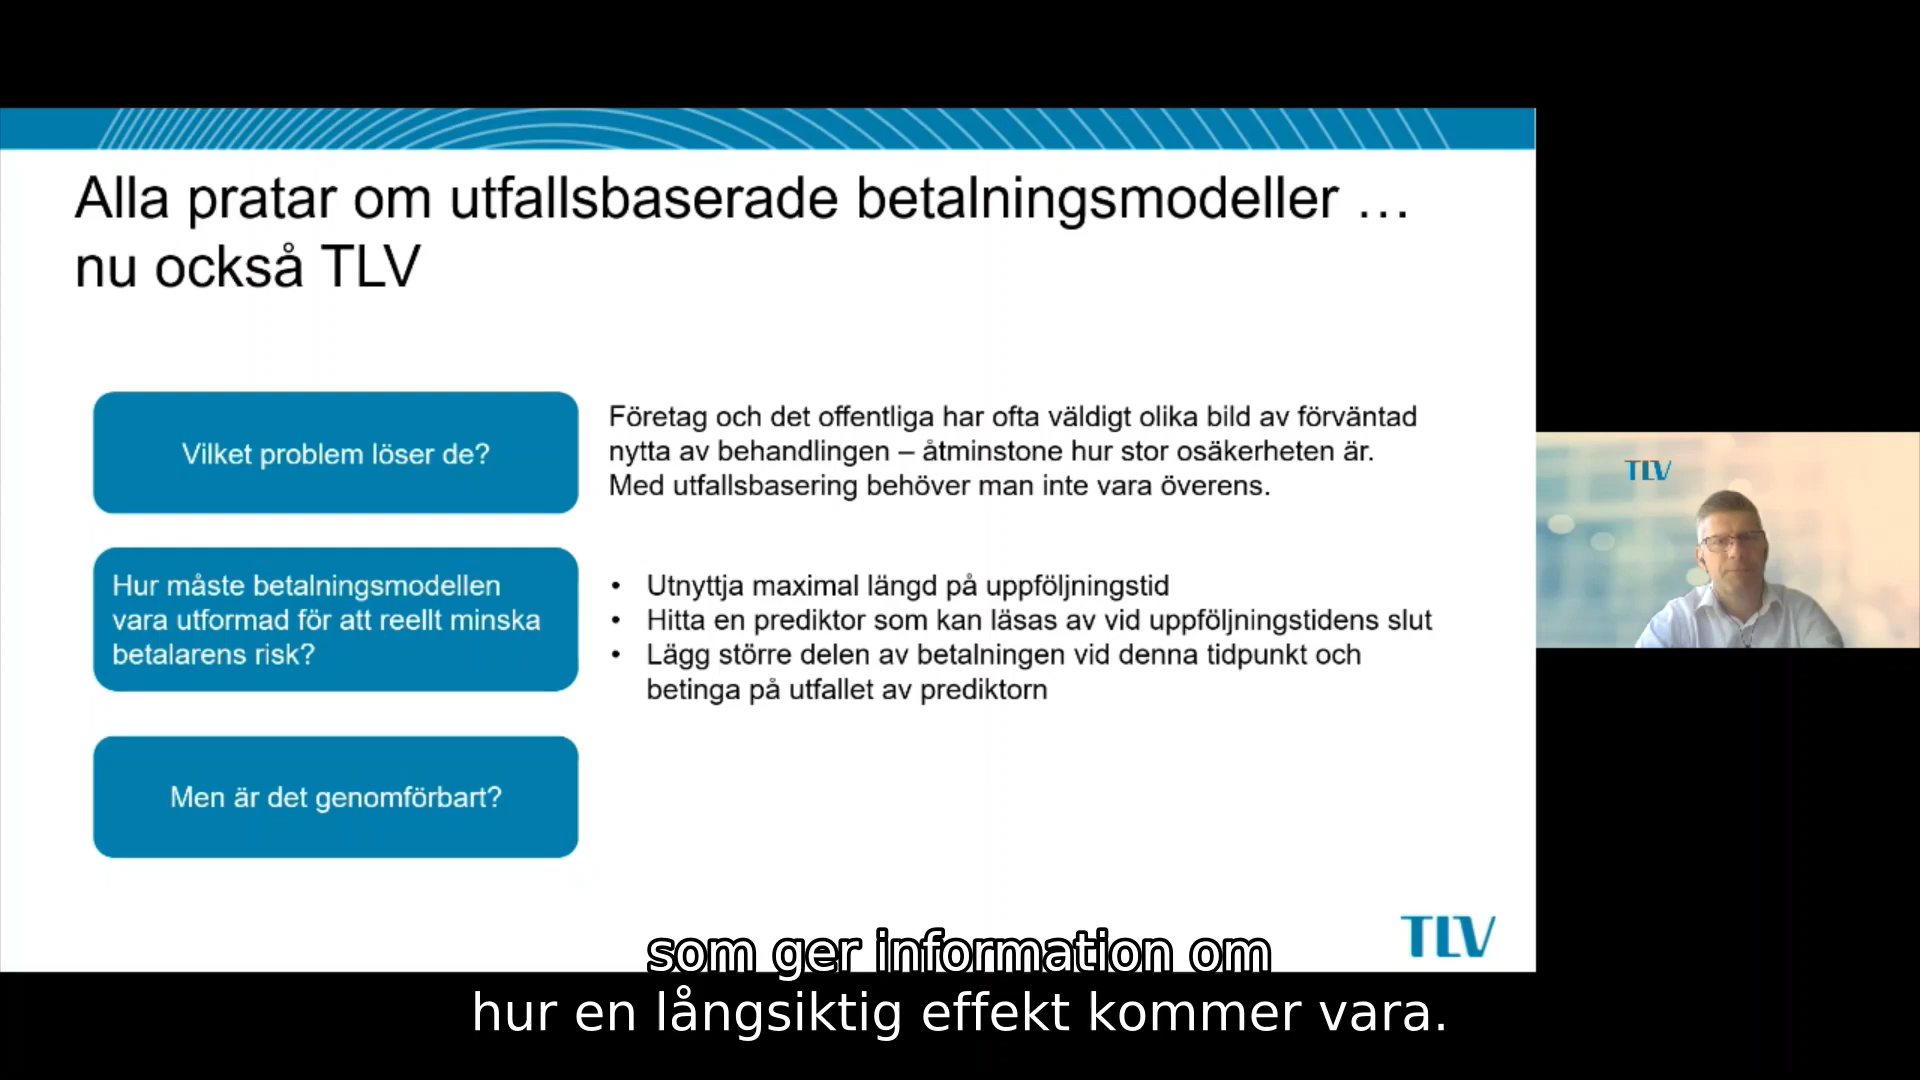 Alla pratar om utfallsbaserade betalningsmodeller …
nu också TLV
Vilket problem löser de?
Företag och det offentliga har ofta väldigt olika bild av förväntad
nytta av behandlingen – åtminstone hur stor osäkerheten är.
Med utfallsbasering behöver man inte vara överens.
Hur måste betalningsmodellen
vara utformad för att reellt minska
betalarens risk?
• Utnyttja maximal längd på uppföljningstid
• Hitta en prediktor som kan läsas av vid uppföljningstidens slut
• Lägg större delen av betalningen vid denna tidpunkt och
betinga på utfallet av prediktorn
Men är det genomförbart?
TLV
TLV
som ger information om
hur en långsiktig effekt kommer vara.